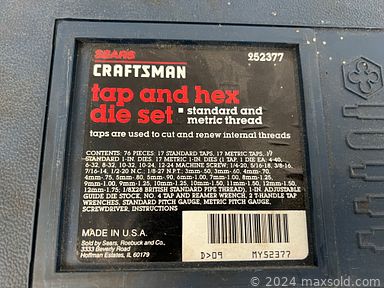 SEARS
252377
CRAFTSMAN
tap and hex
die set ▪ standard and
metric thread
taps are used to cut and renew internal threads
CONTENTS: 76 PIECES: 17 STANDARD TAPS, 17 METRIC TAPS, 17
STANDARD 1-IN. DIES, 17 METRIC 1-IN. DIES (1 TAP, 1 DIE EA. 4-40,
6-32, 8-32, 10-32, 10-24, 12-24 MACHINE SCREW; 1/4-20, 5/16-18, 3/8-16,
7/16-14, 1/2-20 N.C. 1/8-27 N.P.T.; 3mm-50, 3mm-60, 4mm-70,
4mm-.75, 5mm-80, 5mm-.90, 6mm-1.00, 7mm-1.00, 8mm-1.25,
9mm-1.00, 9mm-1.25, 10mm-1.25, 10mm-1.50, 11mm-1.50, 12mm-1.50,
12mm-1.75, 1/8X28 BRITISH STANDARD PIPE THREAD), 1-IN. ADJUSTABLE
GUIDE DIE STOCK, NO. 4 TAP AND REAMER WRENCH, 3 T-HANDLE TAP
WRENCHES, STANDARD PITCH GAUGE, METRIC PITCH GAUGE,
SCREWDRIVER, INSTRUCTIONS
MADE IN U.S.A.
Sold by Sears, Roebuck and Co.
3333 Beverly Road
Hoffman Estates, IL 60179
D>09 MY52377
© 2024 maxsold.com